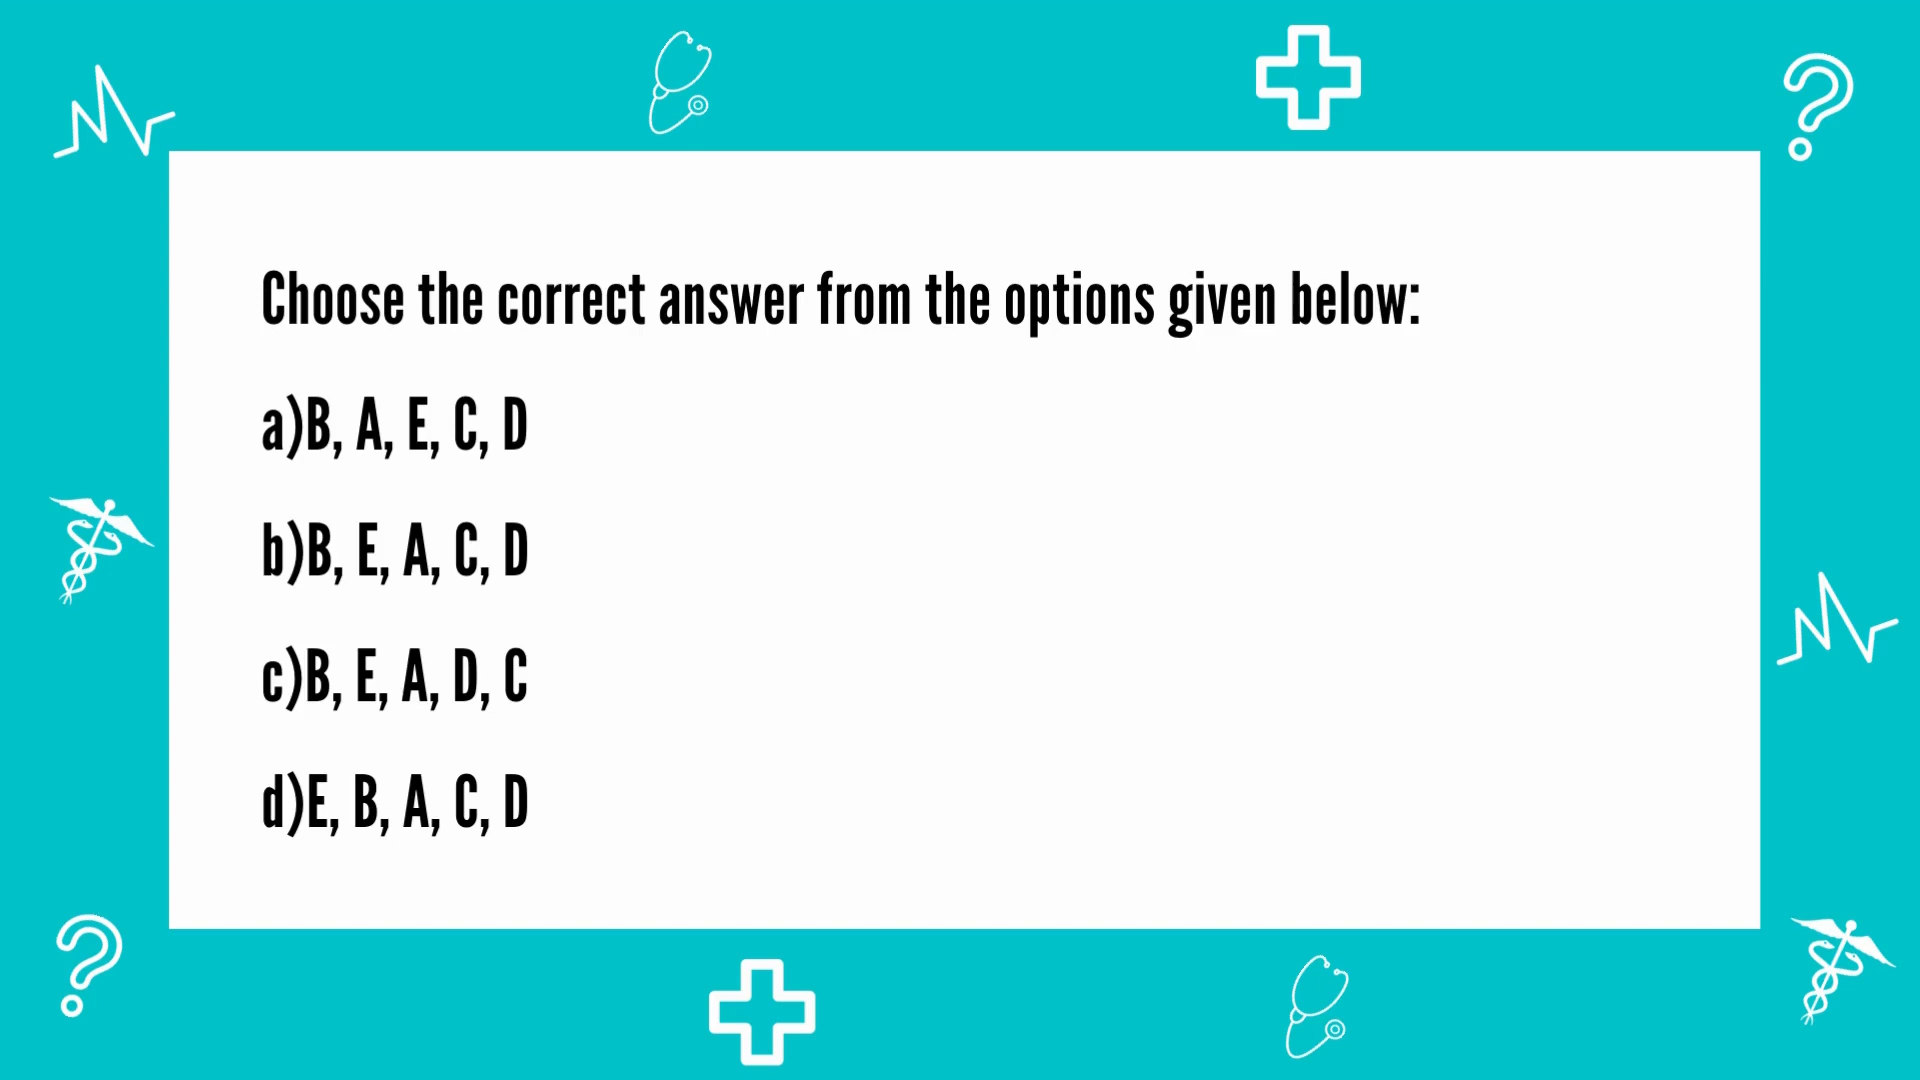 Choose the correct answer from the options given below:
a)B, A, E, C, D
b)B, E, A, C, D
c)B, E, A, D, C
d)E, B, A, C, D